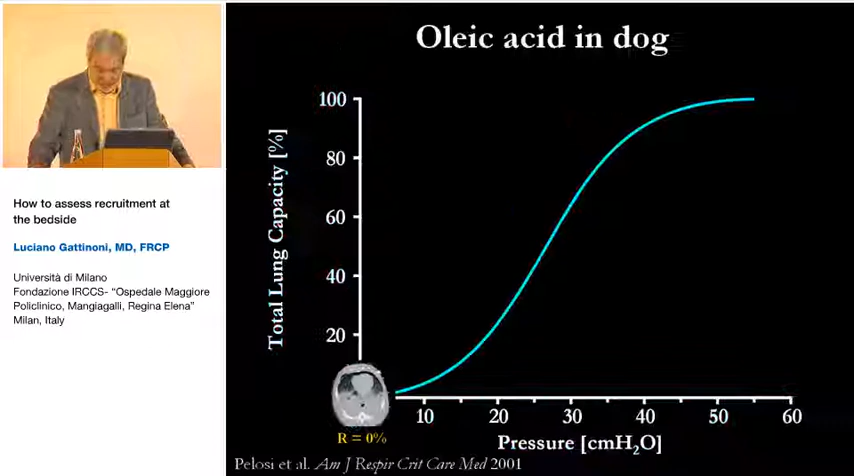 How to assess recruitment at
the bedside
Luciano Gattinoni, MD, FRCP
Università di Milano
Fondazione IRCCS- “Ospedale Maggiore
Policlinico, Mangiagalli, Regina Elena”
Milan, Italy
Oleic acid in dog
Total Lung Capacity [%]
100
80
60
40
20
R = 0%
10 20 30 40 50 60
Pressure [cmH₂O]
Pelosi et al. Am J Respir Crit Care Med 2001